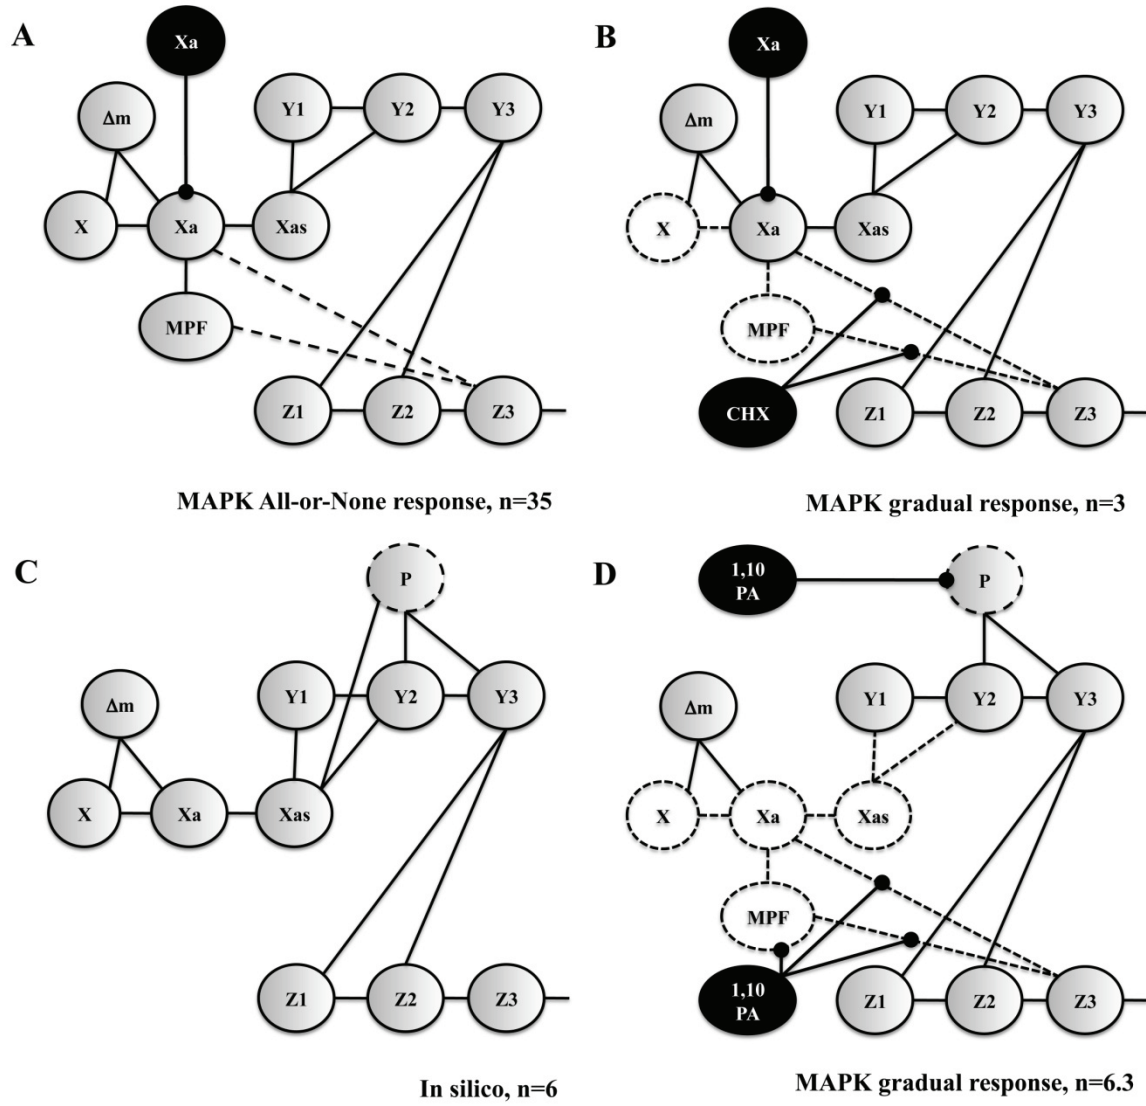 A
Xa
Δm
Y1
Y2
Y3
X
Xa
Xas
MPF
Z1
Z2
Z3
MAPK All-or-None response, n=35
B
Xa
Δm
Y1
Y2
Y3
X
Xa
Xas
MPF
CHX
Z1
Z2
Z3
MAPK gradual response, n=3
C
P
Δm
Y1
Y2
Y3
X
Xa
Xas
Z1
Z2
Z3
In silico, n=6
D
1,10
PA
P
Δm
Y1
Y2
Y3
X
Xa
Xas
MPF
1,10
PA
Z1
Z2
Z3
MAPK gradual response, n=6.3